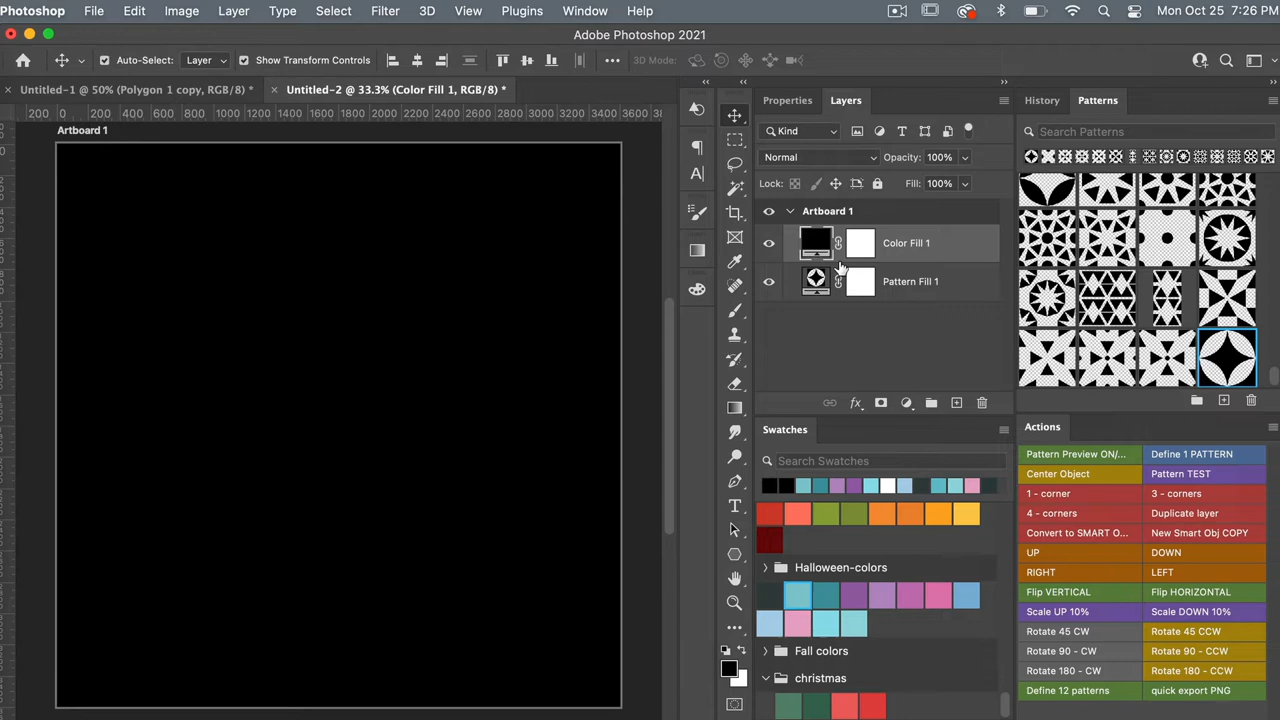 Photoshop File Edit Image Layer Type Select Filter 3D View Plugins Window Help Mon Oct 25 7:26 PM
Adobe Photoshop 2021
Auto-Select: Layer Show Transform Controls 3D Mode:
Untitled-1 @ 50% (Polygon 1 copy, RGB/8) * Untitled-2 @ 33.3% (Color Fill 1, RGB/8) *
200 0 200 400 600 800 1000 1200 1400 1600 1800 2000 2200 2400 2600 2800 3000 3200 3400 3600
Artboard 1
Properties Layers
Kind
Normal Opacity: 100%
Lock: Fill: 100%
Artboard 1
Color Fill 1
Pattern Fill 1
fx
Swatches
Search Swatches
Halloween-colors
Fall colors
christmas
History Patterns
Search Patterns
Actions
Pattern Preview ON/... Define 1 PATTERN
Center Object Pattern TEST
1 - corner 3 - corners
4 - corners Duplicate layer
Convert to SMART O... New Smart Obj COPY
UP DOWN
RIGHT LEFT
Flip VERTICAL Flip HORIZONTAL
Scale UP 10% Scale DOWN 10%
Rotate 45 CW Rotate 45 CCW
Rotate 90 - CW Rotate 90 - CCW
Rotate 180 - CW Rotate 180 - CCW
Define 12 patterns quick export PNG